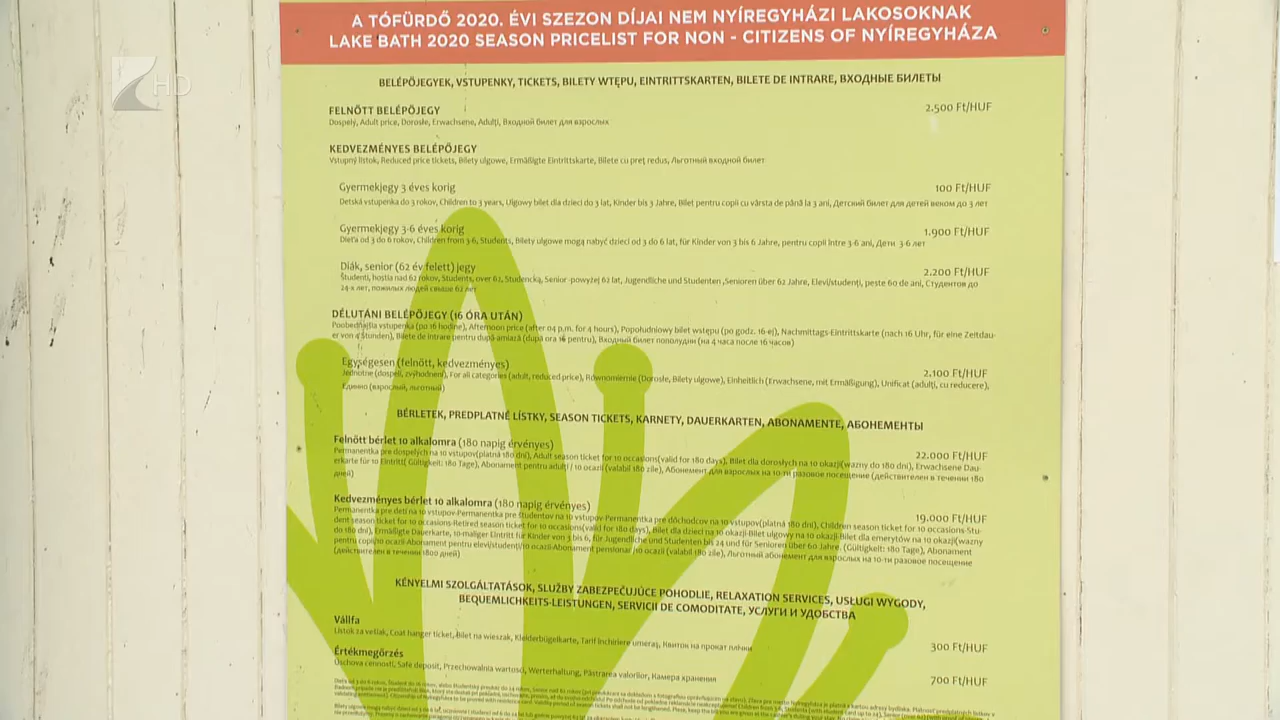 A TÓFÜRDŐ 2020. ÉVI SZEZON DÍJAI NEM NYÍREGYHÁZI LAKOSOKNAK
LAKE BATH 2020 SEASON PRICELIST FOR NON - CITIZENS OF NYÍREGYHÁZA
HD
BELÉPŐJEGYEK, VSTUPENKY, TICKETS, BILETY WTĘPU, EINTRITTSKARTEN, BILETE DE INTRARE, ВХОДНЫЕ БИЛЕТЫ
FELNŐTT BELÉPŐJEGY 2.500 Ft/HUF
Dospelý, Adult price, Dorosłe, Erwachsene, Adulți, Входной билет для взрослых
KEDVEZMÉNYES BELÉPŐJEGY
Vstupný lístok, Reduced price tickets, Bilety ulgowe, Ermäßigte Eintrittskarte, Bilete cu preț redus, Льготный входной билет
Gyermekjegy 3 éves korig 100 Ft/HUF
Detská vstupenka do 3 rokov, Children to 3 years, Ulgowy bilet dla dzieci do 3 lat, Kinder bis 3 Jahre, Bilet pentru copii cu vârsta de până la 3 ani, Детский билет для детей веком до 3 лет
Gyermekjegy 3-6 éves korig 1.900 Ft/HUF
Dieťa od 3 do 6 rokov, Children from 3-6, Students, Bilety ulgowe mogą nabyć dzieci od 3 do 6 lat, für Kinder von 3 bis 6 Jahre, pentru copii între 3-6 ani, Дети 3-6 лет
Diák, senior (62 év felett) jegy 2.200 Ft/HUF
Študenti, hostia nad 62 rokov, Students, over 62, Studencką, Senior -powyżej 62 lat, Jugendliche und Studenten, Senioren über 62 Jahre, Elevi/studenti, peste 60 de ani, Студентов до
24-х лет, пожилых людей свыше 62 лет
DÉLUTÁNI BELÉPŐJEGY (16 ÓRA UTÁN)
Poobedňajšia vstupenka (po 16 hodine), Afternoon price (after 04 p.m. for 4 hours), Popołudniowy bilet wstępu (po godz. 16-ej), Nachmittags-Eintrittskarte (nach 16 Uhr, für eine Zeitdau-
er von 4 Stunden), Bilete de intrare pentru după amiază (după ora 16 pentru), Входный билет пополудни (на 4 часа после 16 часов)
Egységesen (felnőtt, kedvezményes) 2.100 Ft/HUF
Jednotne (dospelí, zvýhodnení), For all categories (adult, reduced price), Równomiernie (Dorosłe, Bilety ulgowe), Einheitlich (Erwachsene, mit Ermäßigung), Unificat (adulți, cu reducere),
Едино (взрослый, льготный)
BÉRLETEK, PREDPLATNÉ LÍSTKY, SEASON TICKETS, KARNETY, DAUERKARTEN, ABONAMENTE, АБОНЕМЕНТЫ
Felnőtt bérlet 10 alkalomra (180 napig érvényes) 22.000 Ft/HUF
Permanentka pre dospelých na 10 vstupov(platná 180 dní), Adult season ticket for 10 occasions(valid for 180 days), Bilet dla dorosłych na 10 okazji(wazny do 180 dni), Erwachsene Dau-
erkarte für 10 Eintritt( Gültigkeit: 180 Tage), Abonament pentru adulti / 10 ocazii (valabil 180 zile), Абонемент для взрослых на 10-ти разовое посещение (действителен в течении 180
дней)
Kedvezményes bérlet 10 alkalomra (180 napig érvényes) 19.000 Ft/HUF
Permanentka pre deti na 10 vstupov-Permanentka pre študentov na 10 vstupov-Permanentka pre dôchodcov na 10 vstupov(platná 180 dní), Children season ticket for 10 occasions-Stu-
dent season ticket for 10 occasions-Retired season ticket for 10 occasions(valid for 180 days), Bilet dla dzieci na 10 okazji-Bilet ulgowy na 10 okazji-Bilet dla emerytów na 10 okazji(wazny
do 180 dni), Ermäßigte Dauerkarte, 10-maliger Eintritt für Kinder von 3 bis 6, für Jugendliche und Studenten bis 24 und für Senioren über 60 Jahre. (Gültigkeit: 180 Tage), Abonament
pentru copii/10 ocazii-Abonament pentru elevi/studenti/10 ocazii-Abonament pensionar 10 ocazii (valabil 180 zile), Льготный абонемент для взрослых на 10-ти разовое посещение
(действителен в течении 1800 дней)
KÉNYELMI SZOLGÁLTATÁSOK, SLUŽBY ZABEZPEČUJÚCE POHODLIE, RELAXATION SERVICES, USŁUGI WYGODY,
BEQUEMLICHKEITS-LEISTUNGEN, SERVICII DE COMODITATE, УСЛУГИ И УДОБСТВА
Vállfa 300 Ft/HUF
Lístok za vešiak, Coat hanger ticket, Bilet na wieszak, Kleiderbügelkarte, Tarif închiriere umeraș, Квиток на прокат плічки
Értékmegőrzés 700 Ft/HUF
Úschova cenností, Safe deposit, Przechowalnia wartosú, Werterhaltung, Păstrarea valorilor, Камера хранения